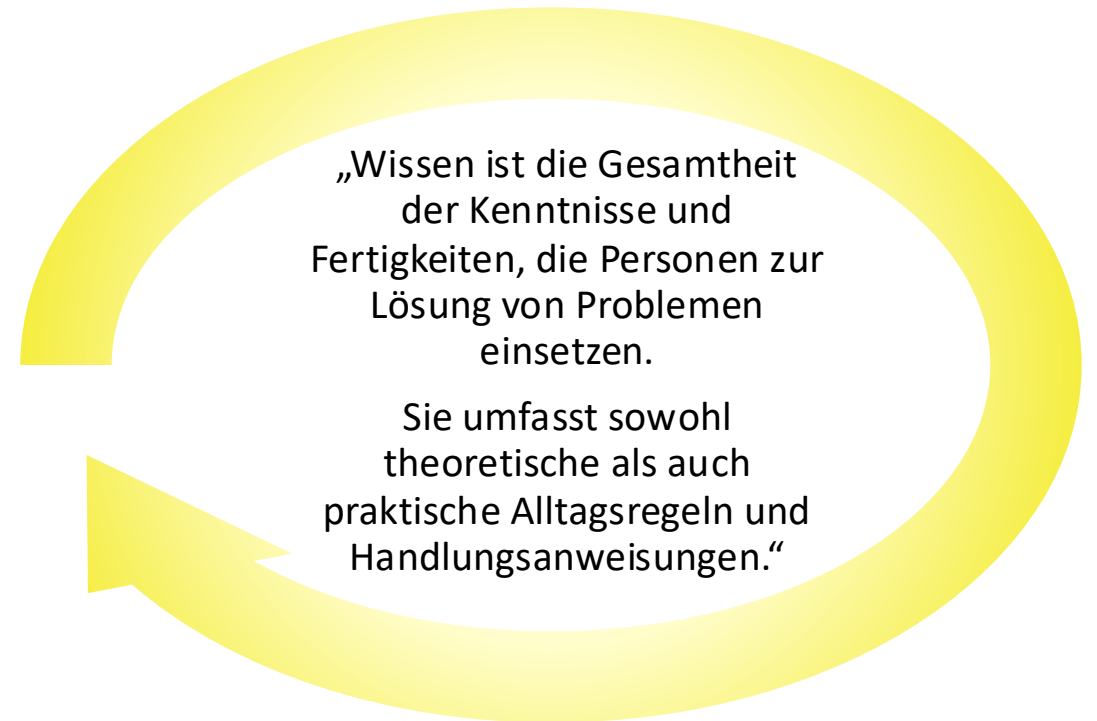 „Wissen ist die Gesamtheit
der Kenntnisse und
Fertigkeiten, die Personen zur
Lösung von Problemen
einsetzen.
Sie umfasst sowohl
theoretische als auch
praktische Alltagsregeln und
Handlungsanweisungen.“